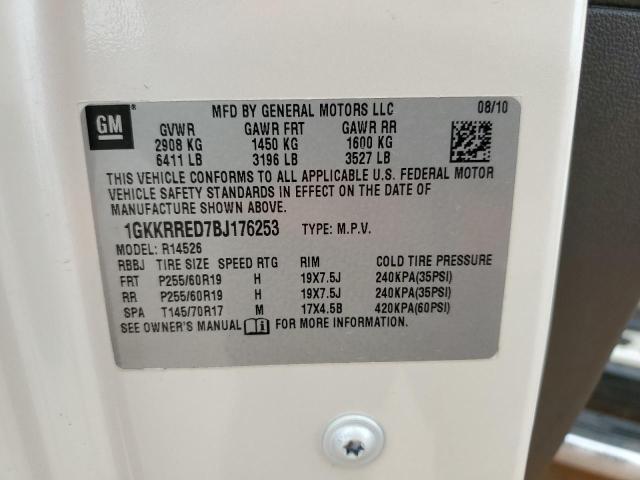 GM
MFD BY GENERAL MOTORS LLC 08/10
GVWR GAWR FRT GAWR RR
2908 KG 1450 KG 1600 KG
6411 LB 3196 LB 3527 LB
THIS VEHICLE CONFORMS TO ALL APPLICABLE U.S. FEDERAL MOTOR
VEHICLE SAFETY STANDARDS IN EFFECT ON THE DATE OF
MANUFACTURE SHOWN ABOVE.
1GKKRRED7BJ176253 TYPE: M.P.V.
MODEL: R14526
RBBJ TIRE SIZE SPEED RTG RIM COLD TIRE PRESSURE
FRT P255/60R19 H 19X7.5J 240KPA(35PSI)
RR P255/60R19 H 19X7.5J 240KPA(35PSI)
SPA T145/70R17 M 17X4.5B 420KPA(60PSI)
SEE OWNER'S MANUAL FOR MORE INFORMATION.